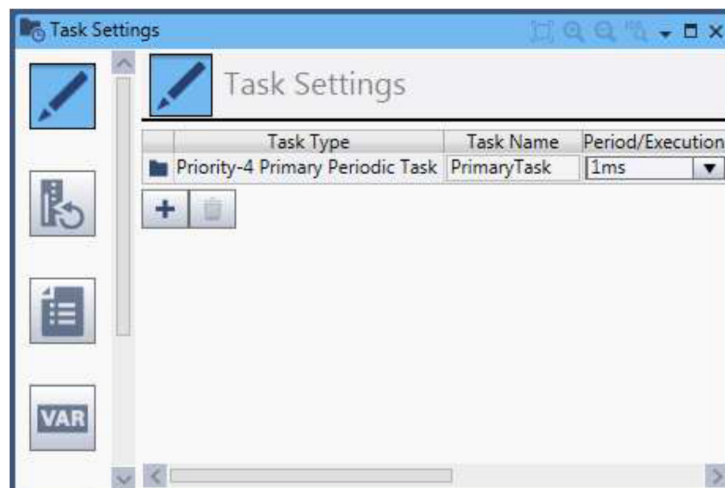 Task Settings
Task Settings
Task Type Task Name Period/Execution
Priority-4 Primary Periodic Task PrimaryTask 1ms
VAR